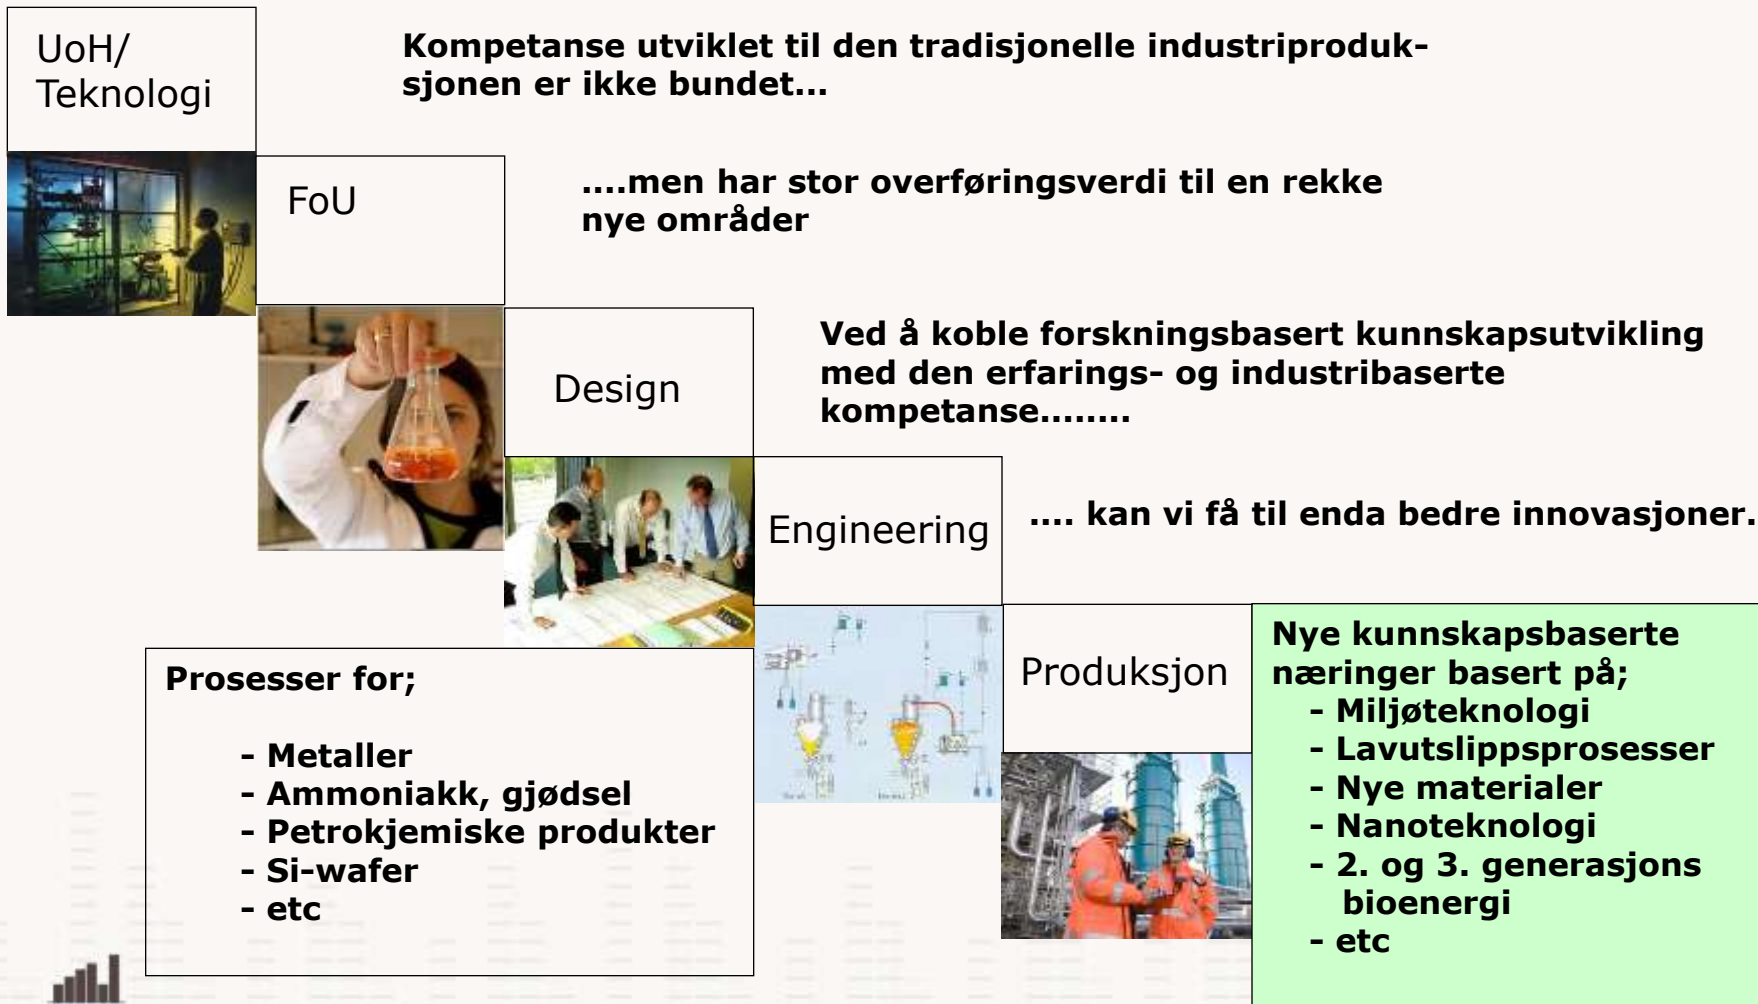 UoH/
Teknologi
Kompetanse utviklet til den tradisjonelle industriproduk-
sjonen er ikke bundet...
FoU
....men har stor overføringsverdi til en rekke
nye områder
Design
Ved å koble forskningsbasert kunnskapsutvikling
med den erfarings- og industribaserte
kompetanse........
Engineering
.... kan vi få til enda bedre innovasjoner.
Produksjon
Prosesser for;
- Metaller
- Ammoniakk, gjødsel
- Petrokjemiske produkter
- Si-wafer
- etc
Nye kunnskapsbaserte
næringer basert på;
- Miljøteknologi
- Lavutslippsprosesser
- Nye materialer
- Nanoteknologi
- 2. og 3. generasjons
bioenergi
- etc